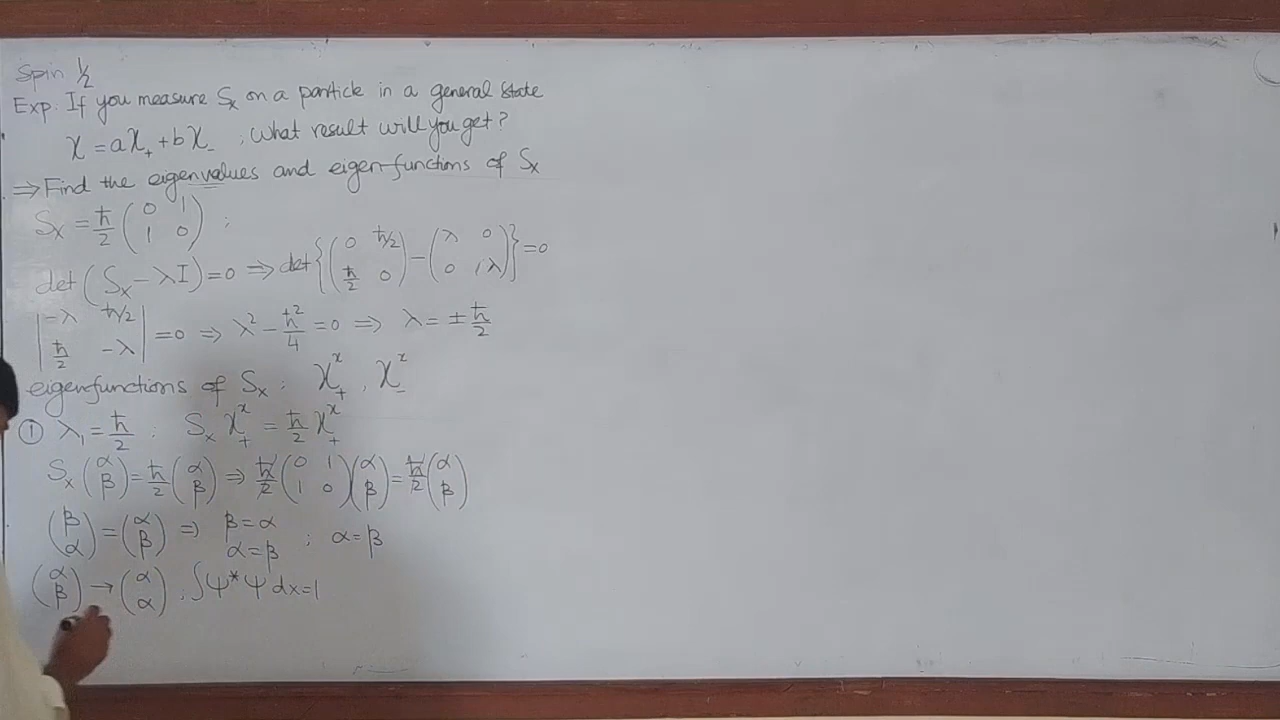 Spin 1/2
Exp. If you measure Sₓ on a particle in a general state
χ = aχ₊ + bχ₋ , What result will you get?
⇒ Find the eigenvalues and eigen-functions of Sₓ
Sₓ = ħ/2 (0 1; 1 0) ;
det(Sₓ − λI) = 0 ⇒ det{(0 ħ/2; ħ/2 0) − (λ 0; 0 λ)} = 0
|−λ ħ/2; ħ/2 −λ| = 0 ⇒ λ² − ħ²/4 = 0 ⇒ λ = ± ħ/2
eigenfunctions of Sₓ : χ₊ˣ , χ₋ˣ
① λ₁ = ħ/2 : Sₓ χ₊ˣ = ħ/2 χ₊ˣ
Sₓ (α; β) = ħ/2 (α; β) ⇒ ħ/2 (0 1; 1 0)(α; β) = ħ/2 (α; β)
(β; α) = (α; β) ⇒ β = α α = β ; α = β
(α; β) → (α; α) ; ∫ψ*ψ dx = 1